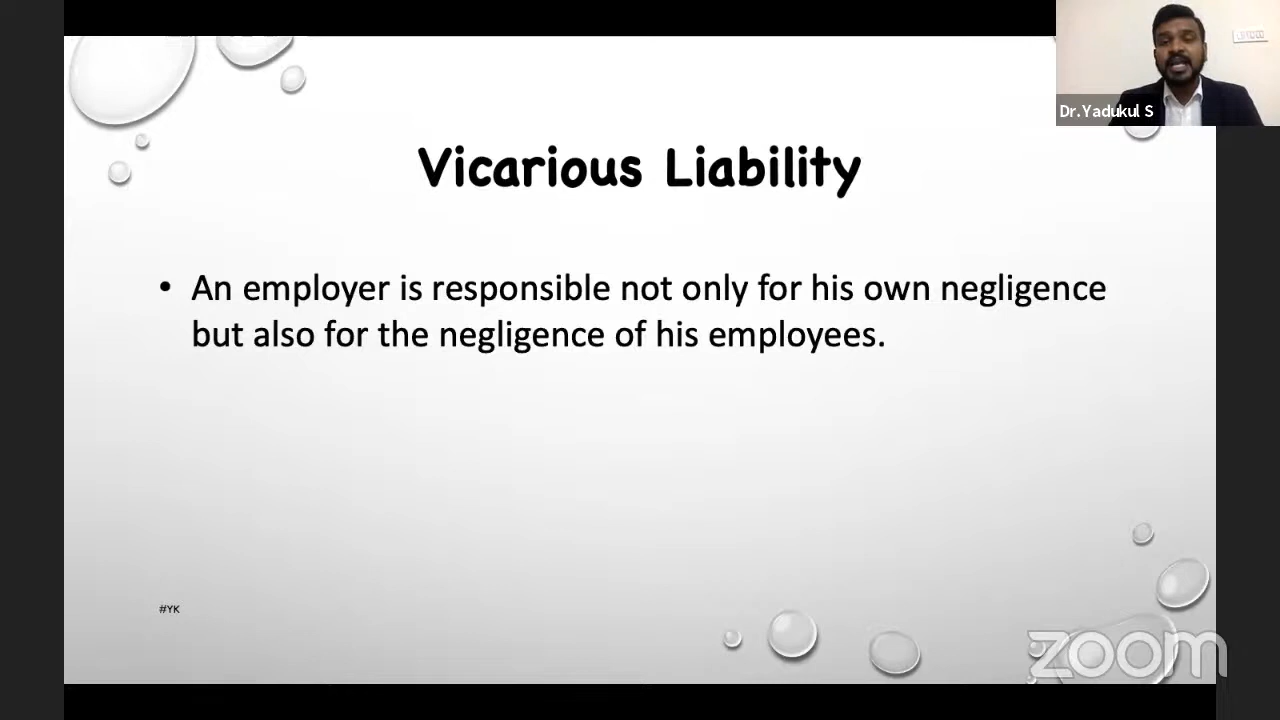 Dr.Yadukul S
Vicarious Liability
• An employer is responsible not only for his own negligence
but also for the negligence of his employees.
#YK
zoom